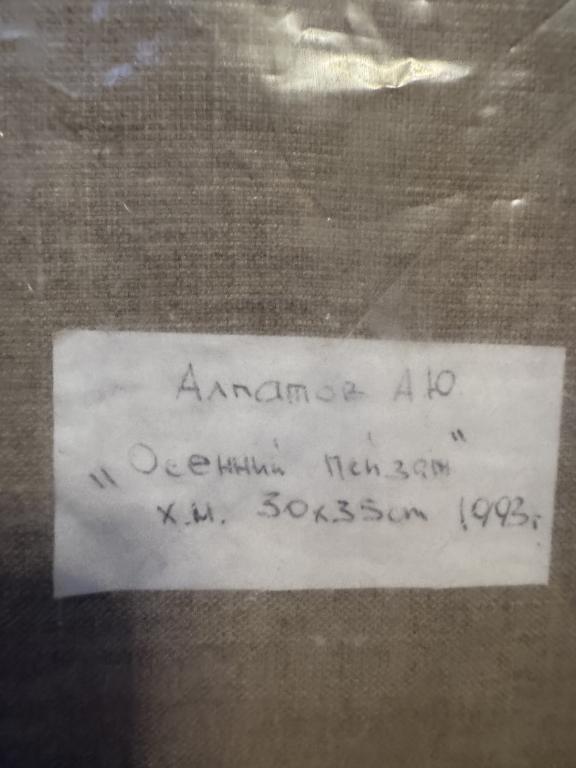 Алпатов А Ю
"Осенний пейзаж"
х.м. 30х35см 1993г